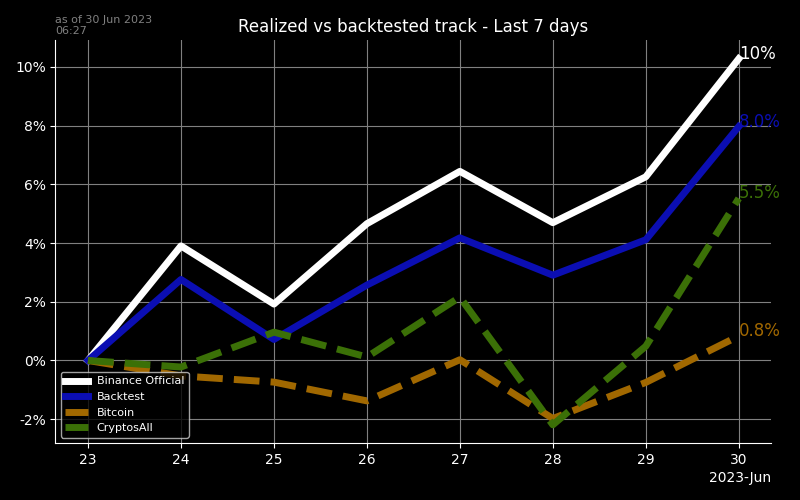 as of 30 Jun 2023
06:27
Realized vs backtested track - Last 7 days
10%
8%
6%
4%
2%
0%
-2%
10%
8.0%
5.5%
0.8%
Binance Official
Backtest
Bitcoin
CryptosAll
23 24 25 26 27 28 29 30
2023-Jun